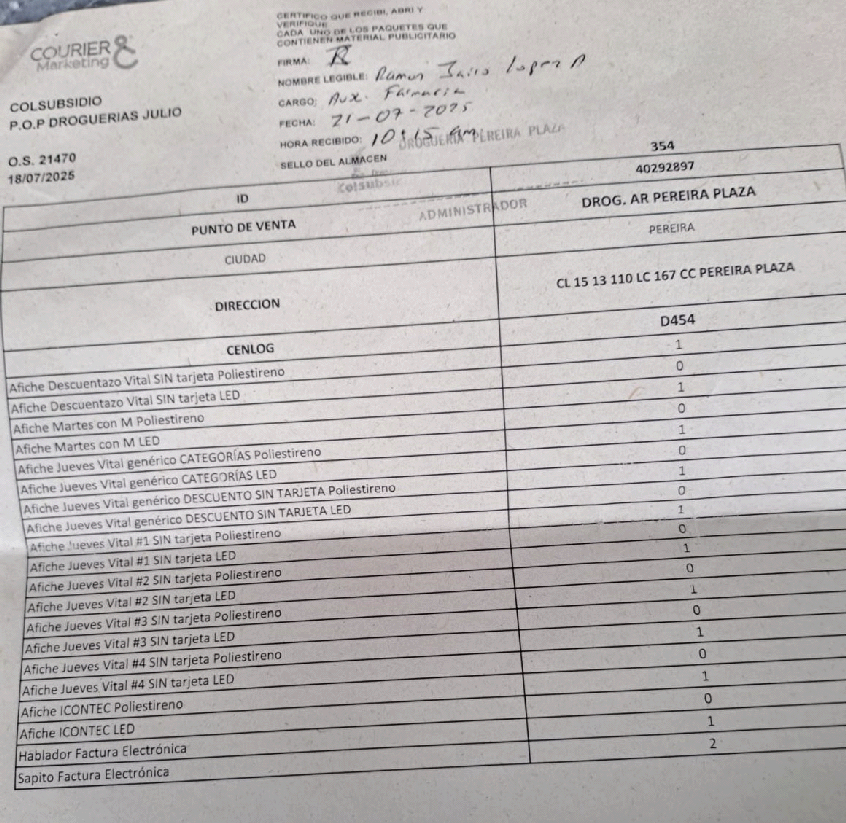 COURIER &
Marketing
COLSUBSIDIO
P.O.P DROGUERIAS JULIO
O.S. 21470
18/07/2025
CERTIFICO QUE RECIBI, ABRI Y
VERIFIQUE
CADA UNO DE LOS PAQUETES QUE
CONTIENEN MATERIAL PUBLICITARIO
FIRMA: R
NOMBRE LEGIBLE: Ramon Jairo Lopez A
CARGO: Aux. Farmacia
FECHA: 21-07-2025
HORA RECIBIDO: 10:15 am
SELLO DEL ALMACEN
DROGUERIA PEREIRA PLAZA
Colsubsidio
ADMINISTRADOR
354
ID 40292897
PUNTO DE VENTA DROG. AR PEREIRA PLAZA
CIUDAD PEREIRA
DIRECCION CL 15 13 110 LC 167 CC PEREIRA PLAZA
CENLOG D454
Afiche Descuentazo Vital SIN tarjeta Poliestireno 1
Afiche Descuentazo Vital SIN tarjeta LED 0
Afiche Martes con M Poliestireno 1
Afiche Martes con M LED 0
Afiche Jueves Vital genérico CATEGORÍAS Poliestireno 1
Afiche Jueves Vital genérico CATEGORÍAS LED 0
Afiche Jueves Vital genérico DESCUENTO SIN TARJETA Poliestireno 1
Afiche Jueves Vital genérico DESCUENTO SIN TARJETA LED 0
Afiche Jueves Vital #1 SIN tarjeta Poliestireno 1
Afiche Jueves Vital #1 SIN tarjeta LED 0
Afiche Jueves Vital #2 SIN tarjeta Poliestireno 1
Afiche Jueves Vital #2 SIN tarjeta LED 0
Afiche Jueves Vital #3 SIN tarjeta Poliestireno 1
Afiche Jueves Vital #3 SIN tarjeta LED 0
Afiche Jueves Vital #4 SIN tarjeta Poliestireno 1
Afiche Jueves Vital #4 SIN tarjeta LED 0
Afiche ICONTEC Poliestireno 1
Afiche ICONTEC LED 0
Hablador Factura Electrónica 1
Sapito Factura Electrónica 2